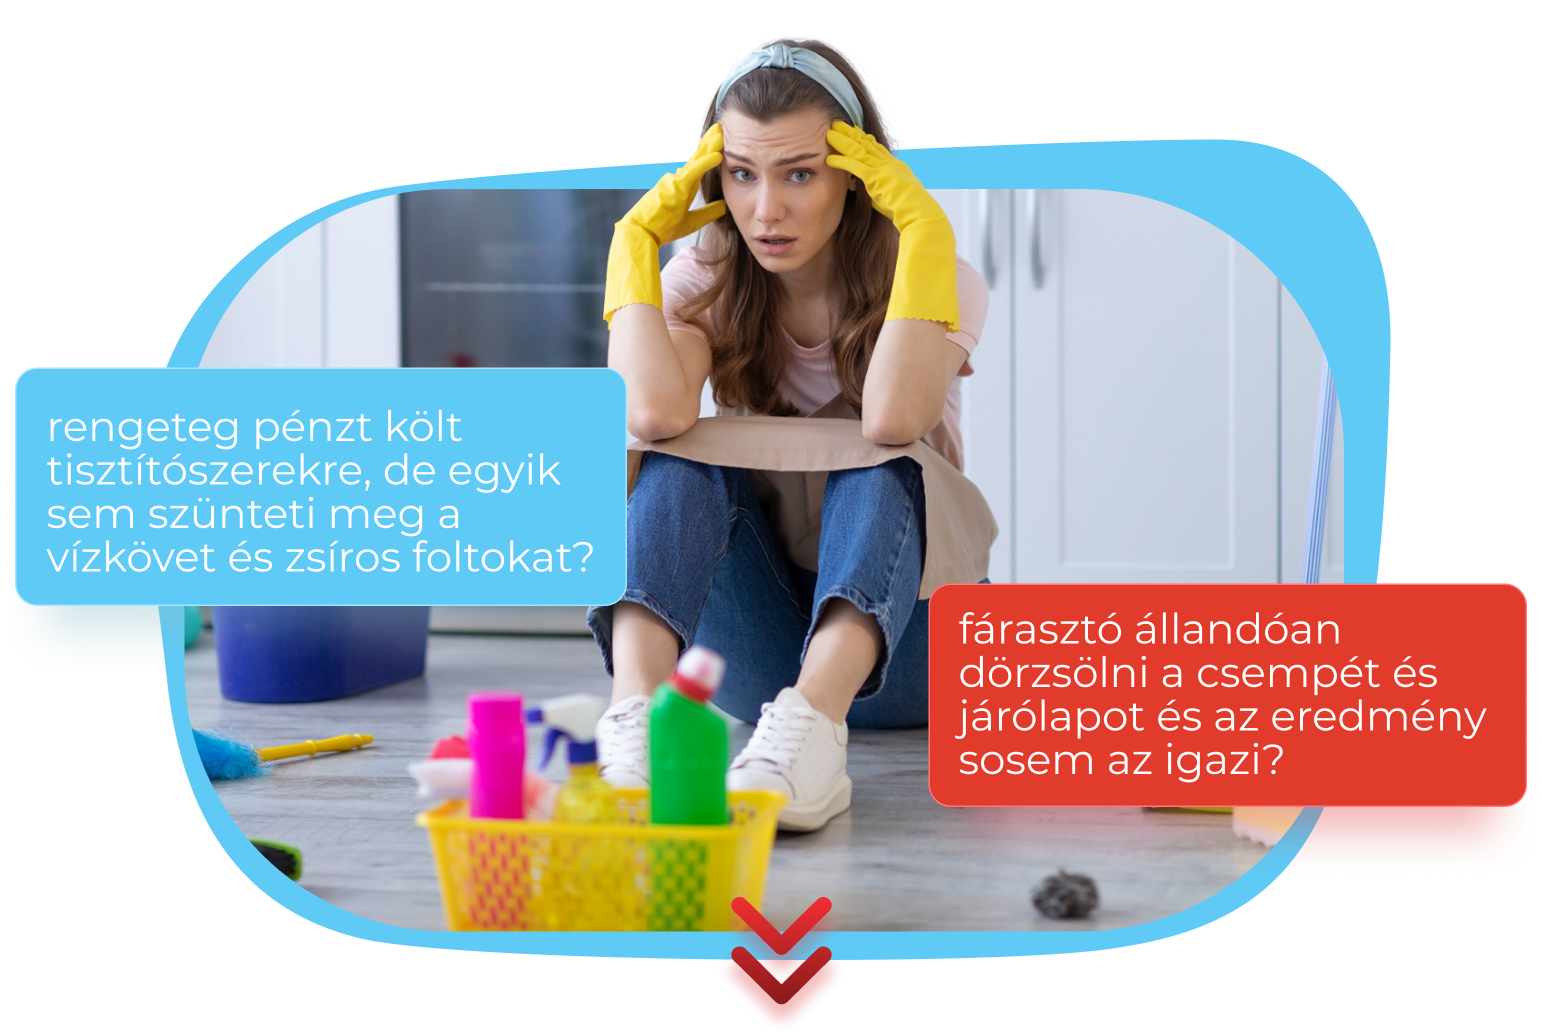 rengeteg pénzt költ
tisztítószerekre, de egyik
sem szünteti meg a
vízkövet és zsíros foltokat?
fárasztó állandóan
dörzsölni a csempét és
járólapot és az eredmény
sosem az igazi?